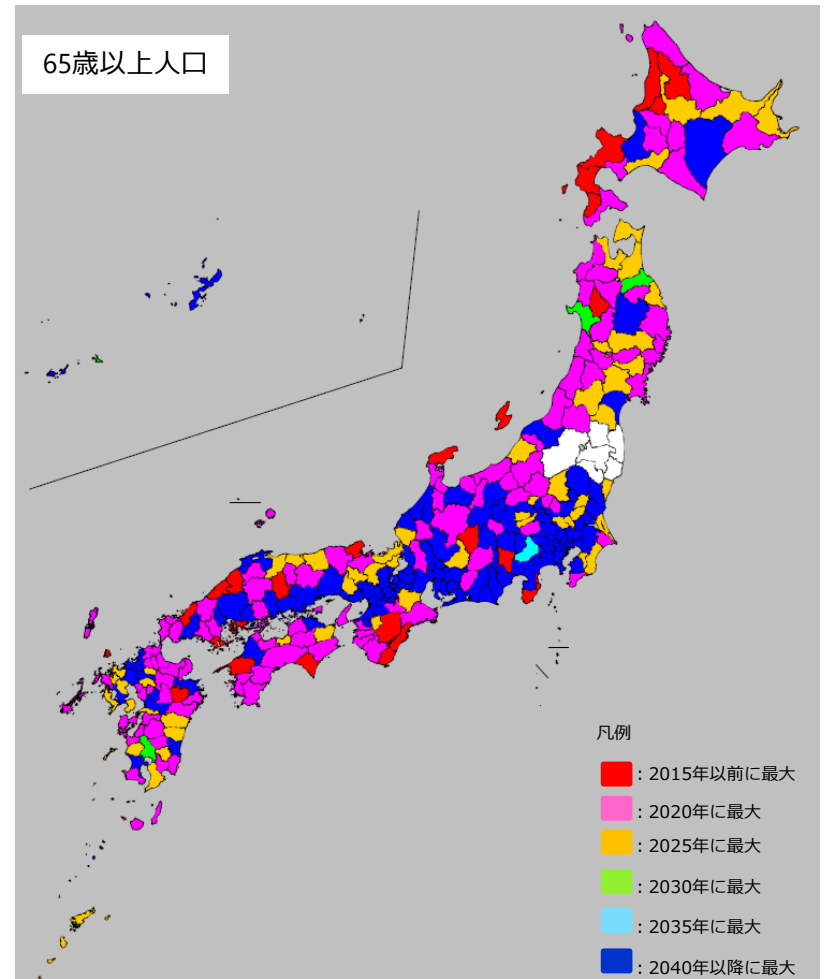 65歳以上人口
凡例
：2015年以前に最大
：2020年に最大
：2025年に最大
：2030年に最大
：2035年に最大
：2040年以降に最大